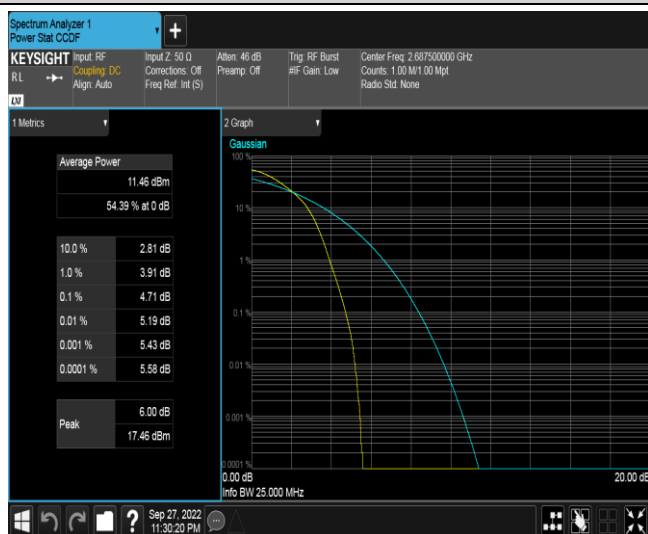 Spectrum Analyzer 1
Power Stat CCDF
KEYSIGHT
RL
LXI
Input: RF
Coupling: DC
Align: Auto
Input Z: 50 Ω
Corrections: Off
Freq Ref: Int (S)
Atten: 46 dB
Preamp: Off
Trig: RF Burst
#IF Gain: Low
Center Freq: 2.687500000 GHz
Counts: 1.00 M/1.00 Mpt
Radio Std: None
1 Metrics
Average Power
11.46 dBm
54.39 % at 0 dB
10.0 % 2.81 dB
1.0 % 3.91 dB
0.1 % 4.71 dB
0.01 % 5.19 dB
0.001 % 5.43 dB
0.0001 % 5.58 dB
Peak
6.00 dB
17.46 dBm
2 Graph
Gaussian
100 %
10 %
1 %
0.1 %
0.01 %
0.001 %
0.0001 %
0.00 dB
20.00 dB
Info BW 25.000 MHz
Sep 27, 2022
11:30:20 PM